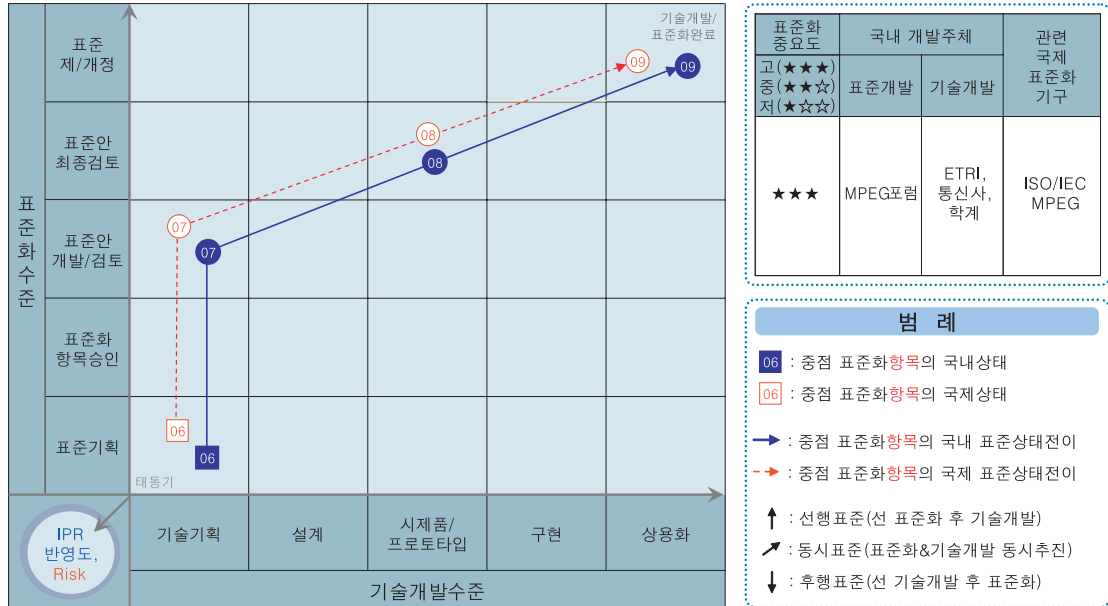 기술개발/
표준화완료
표준
제/개정
표준안
최종검토
표준안
개발/검토
표준화
항목승인
표준기획
표준화수준
09
09
08
08
07
07
06
06
태동기
IPR
반영도,
Risk
기술기획
설계
시제품/
프로토타입
구현
상용화
기술개발수준
표준화
중요도
고(★★★)
중(★★☆)
저(★☆☆)
국내 개발주체
표준개발
기술개발
관련
국제
표준화
기구
★★★
MPEG포럼
ETRI,
통신사,
학계
ISO/IEC
MPEG
범 례
06 : 중점 표준화항목의 국내상태
06 : 중점 표준화항목의 국제상태
: 중점 표준화항목의 국내 표준상태전이
: 중점 표준화항목의 국제 표준상태전이
: 선행표준(선 표준화 후 기술개발)
: 동시표준(표준화&기술개발 동시추진)
: 후행표준(선 기술개발 후 표준화)